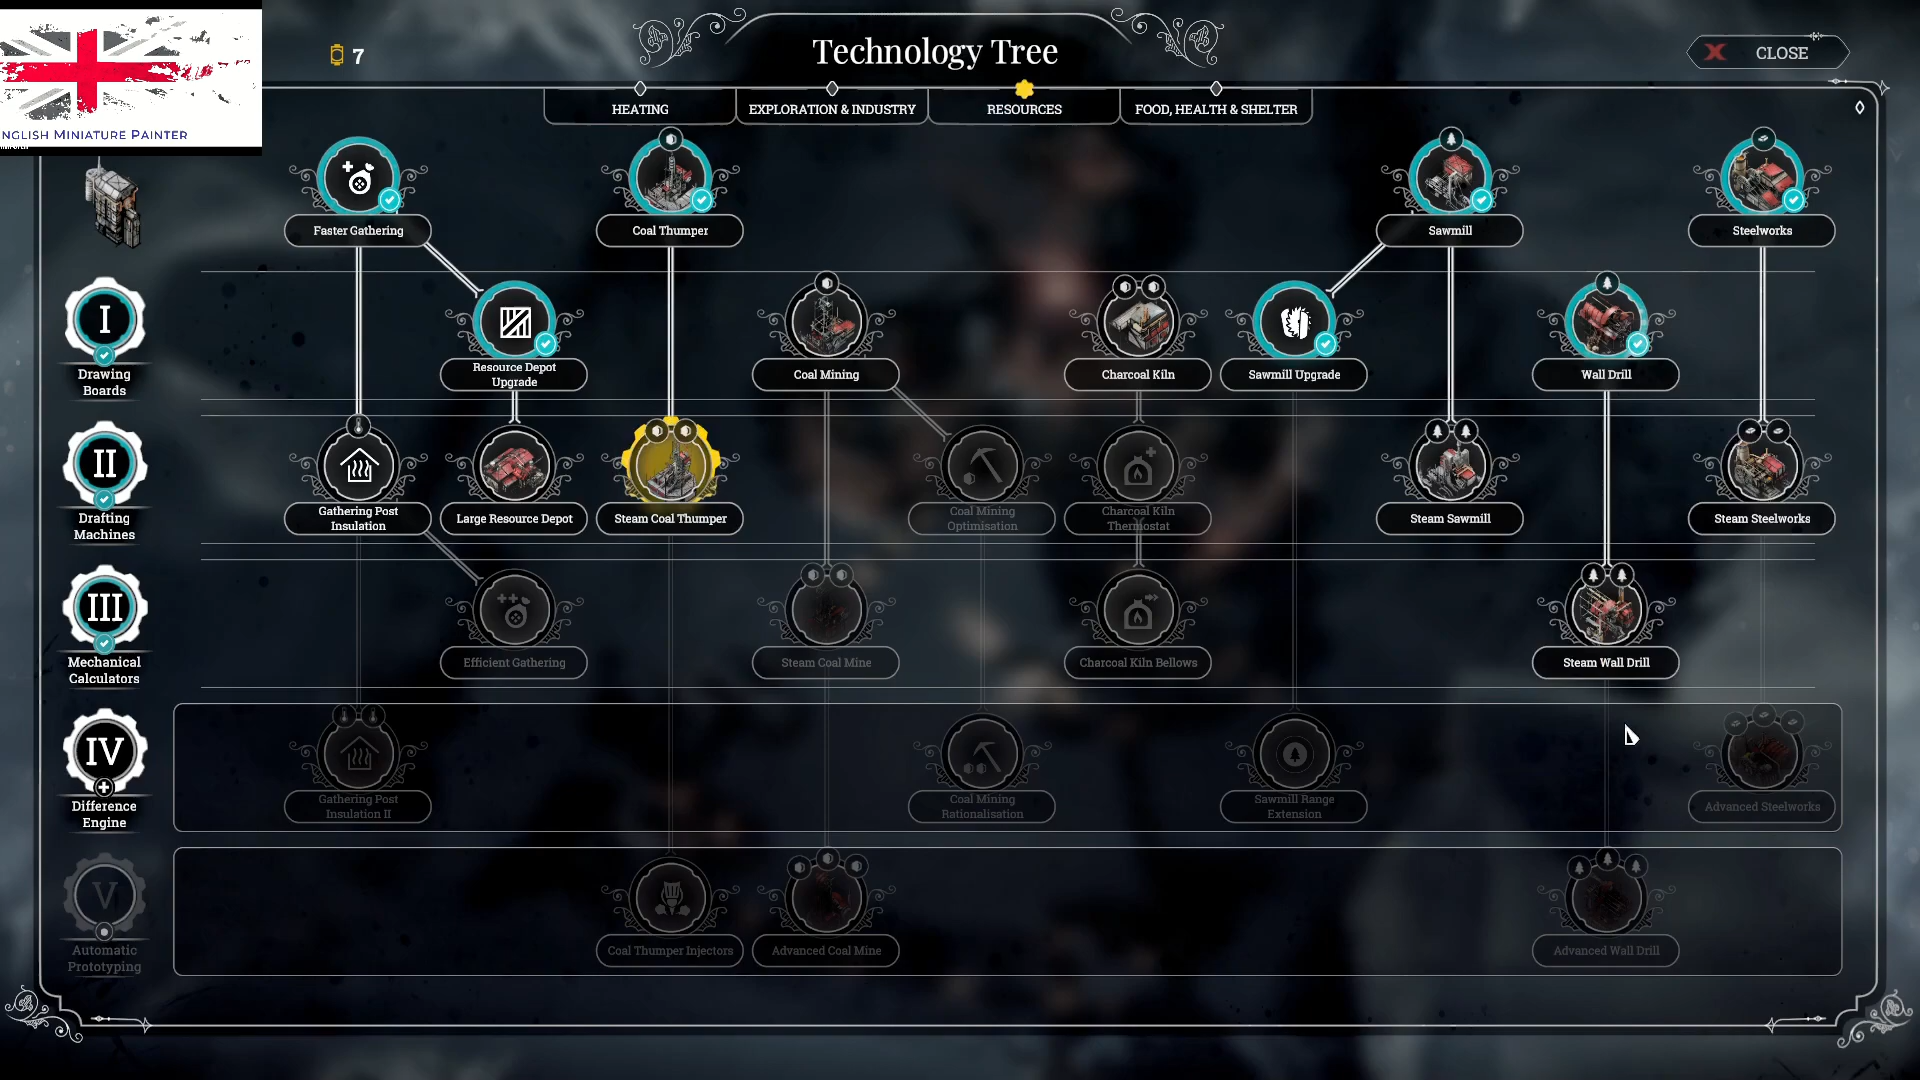 7
Technology Tree
CLOSE
NGLISH MINIATURE PAINTER
HEATING
EXPLORATION & INDUSTRY
RESOURCES
FOOD, HEALTH & SHELTER
Faster Gathering
Coal Thumper
Sawmill
Steelworks
I
Drawing
Boards
Resource Depot
Upgrade
Coal Mining
Charcoal Kiln
Sawmill Upgrade
Wall Drill
II
Drafting
Machines
Gathering Post
Insulation
Large Resource Depot
Steam Coal Thumper
Coal Mining
Optimisation
Charcoal Kiln
Thermostat
Steam Sawmill
Steam Steelworks
III
Mechanical
Calculators
Efficient Gathering
Steam Coal Mine
Charcoal Kiln Bellows
Steam Wall Drill
IV
Difference
Engine
Gathering Post
Insulation II
Coal Mining
Rationalisation
Sawmill Range
Extension
Advanced Steelworks
V
Automatic
Prototyping
Coal Thumper Injectors
Advanced Coal Mine
Advanced Wall Drill